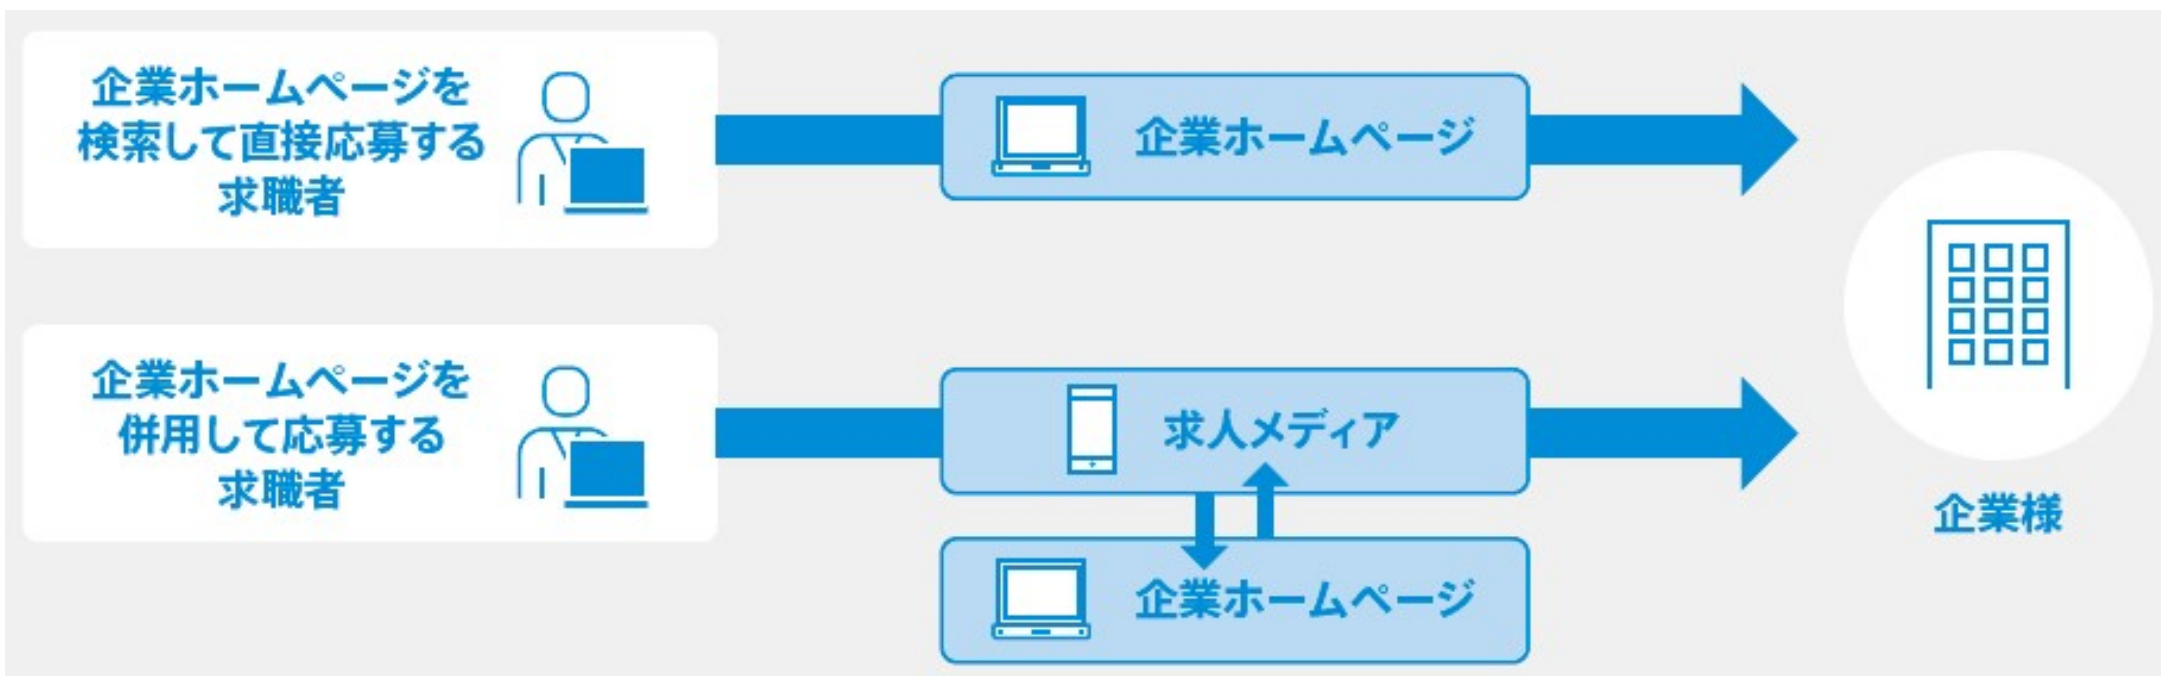 企業ホームページを
検索して直接応募する
求職者
企業ホームページ
企業ホームページを
併用して応募する
求職者
求人メディア
企業ホームページ
企業様